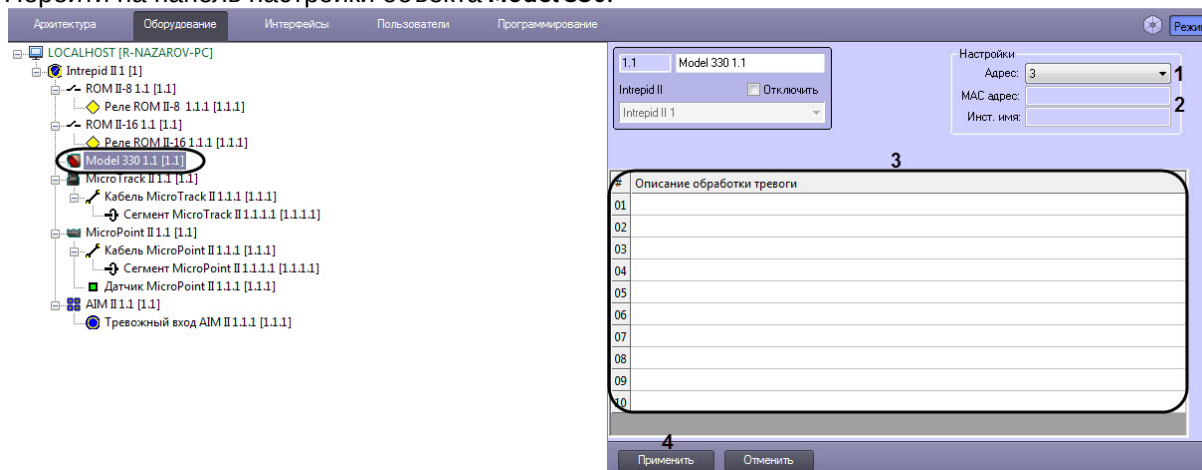 Перейти на панель настройки объекта Model 330.
Архитектура Оборудование Интерфейсы Пользователи Программирование
LOCALHOST [R-NAZAROV-PC]
Intrepid II 1 [1]
ROM II-8 1.1 [1.1]
Реле ROM II-8 1.1.1 [1.1.1]
ROM II-16 1.1 [1.1]
Реле ROM II-16 1.1.1 [1.1.1]
Model 330 1.1 [1.1]
MicroTrack II 1.1 [1.1]
Кабель MicroTrack II 1.1.1 [1.1.1]
Сегмент MicroTrack II 1.1.1.1 [1.1.1.1]
MicroPoint II 1.1 [1.1]
Кабель MicroPoint II 1.1.1 [1.1.1]
Сегмент MicroPoint II 1.1.1.1 [1.1.1.1]
Датчик MicroPoint II 1.1.1 [1.1.1]
AIM II 1.1 [1.1]
Тревожный вход AIM II 1.1.1 [1.1.1]
1.1 Model 330 1.1
Intrepid II Отключить
Intrepid II 1
Настройки
Адрес: 3 1
MAC адрес:
2
Инст. имя:
3
# Описание обработки тревоги
01
02
03
04
05
06
07
08
09
10
4
Применить Отменить